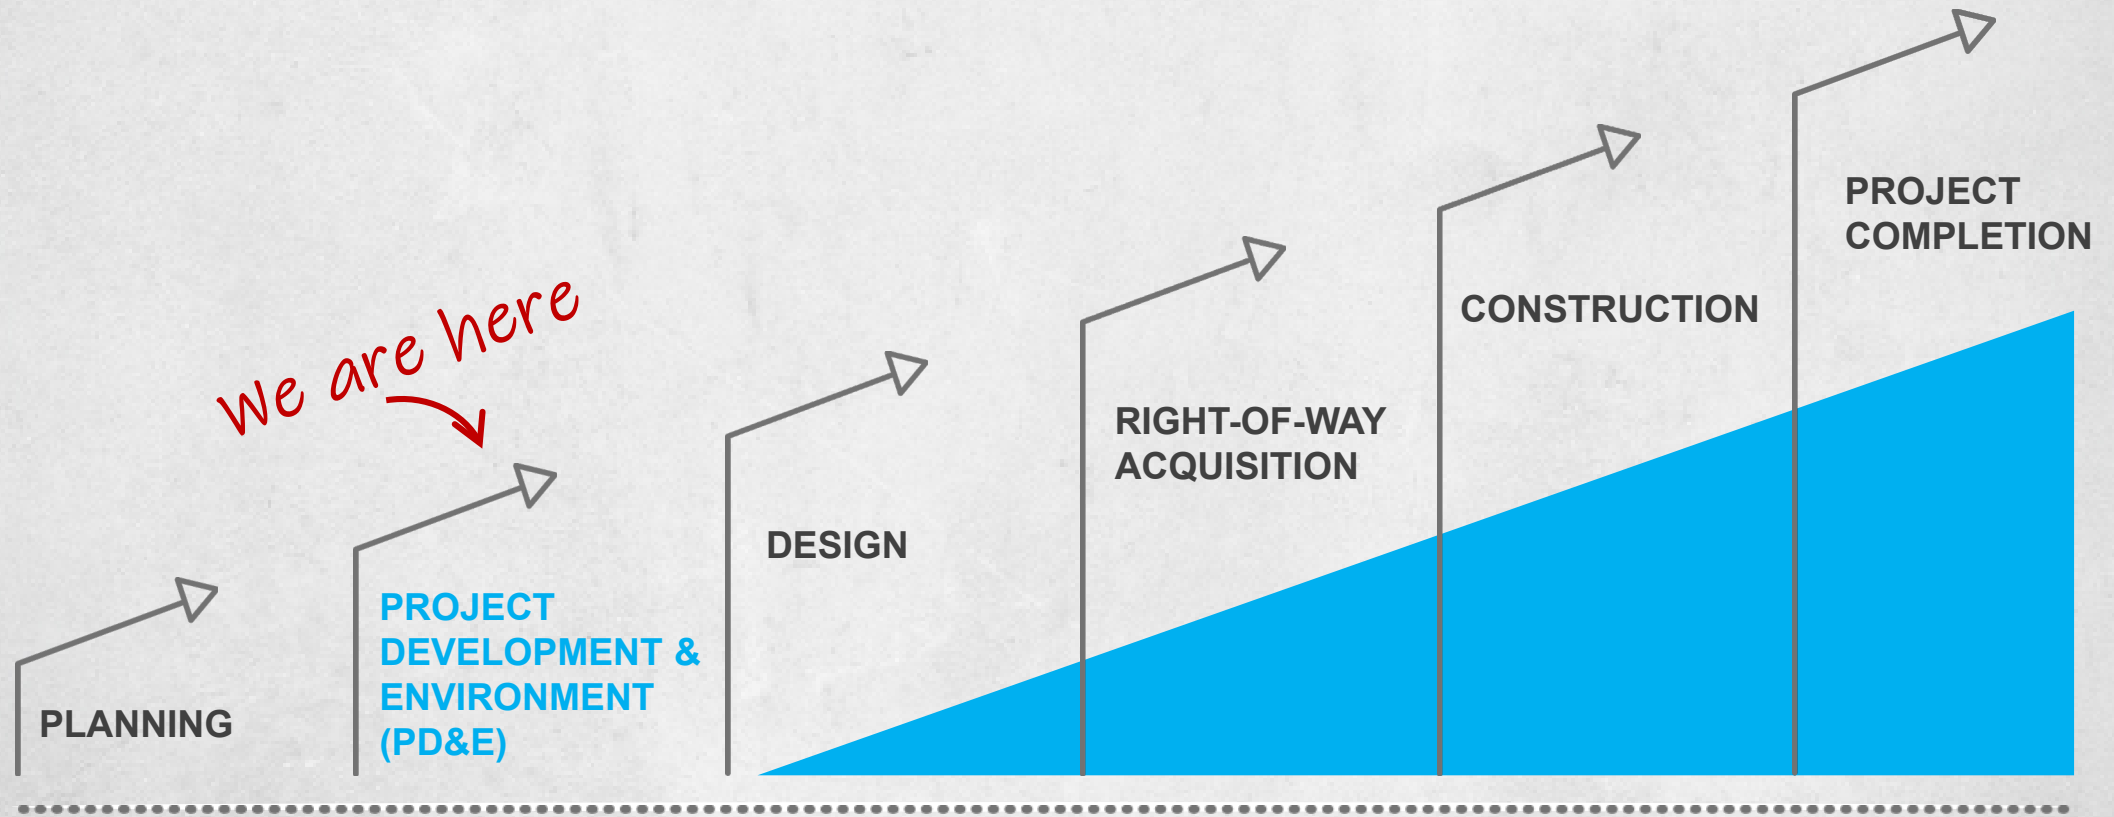 We are here
PLANNING
PROJECT
DEVELOPMENT &
ENVIRONMENT
(PD&E)
DESIGN
RIGHT-OF-WAY
ACQUISITION
CONSTRUCTION
PROJECT
COMPLETION